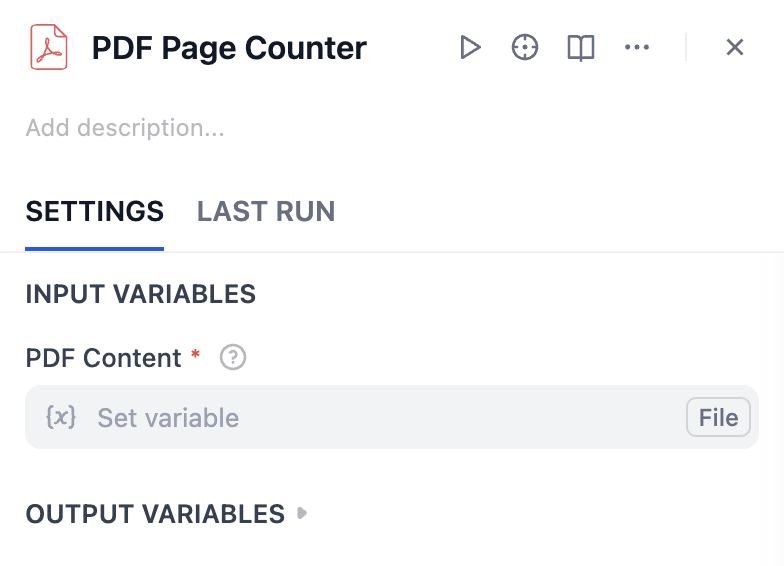 PDF Page Counter
Add description...
SETTINGS LAST RUN
INPUT VARIABLES
PDF Content *
{x} Set variable File
OUTPUT VARIABLES